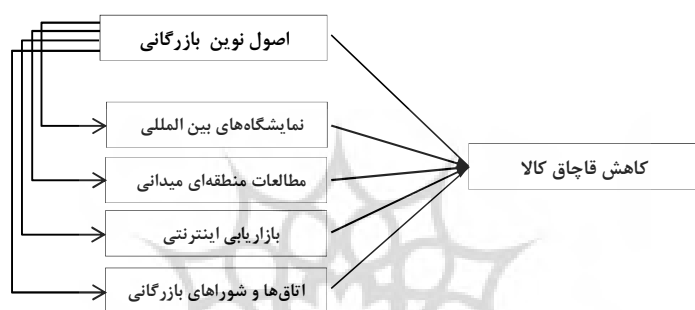 اصول نوین بازرگانی
نمایشگاه‌های بین المللی
مطالعات منطقه‌ای میدانی
بازاریابی اینترنتی
اتاق‌ها و شوراهای بازرگانی
کاهش قاچاق کالا